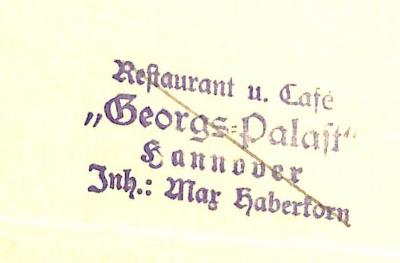 Restaurant u. Café
„Georgs-Palast“
Hannover
Inh.: Max Haberkorn